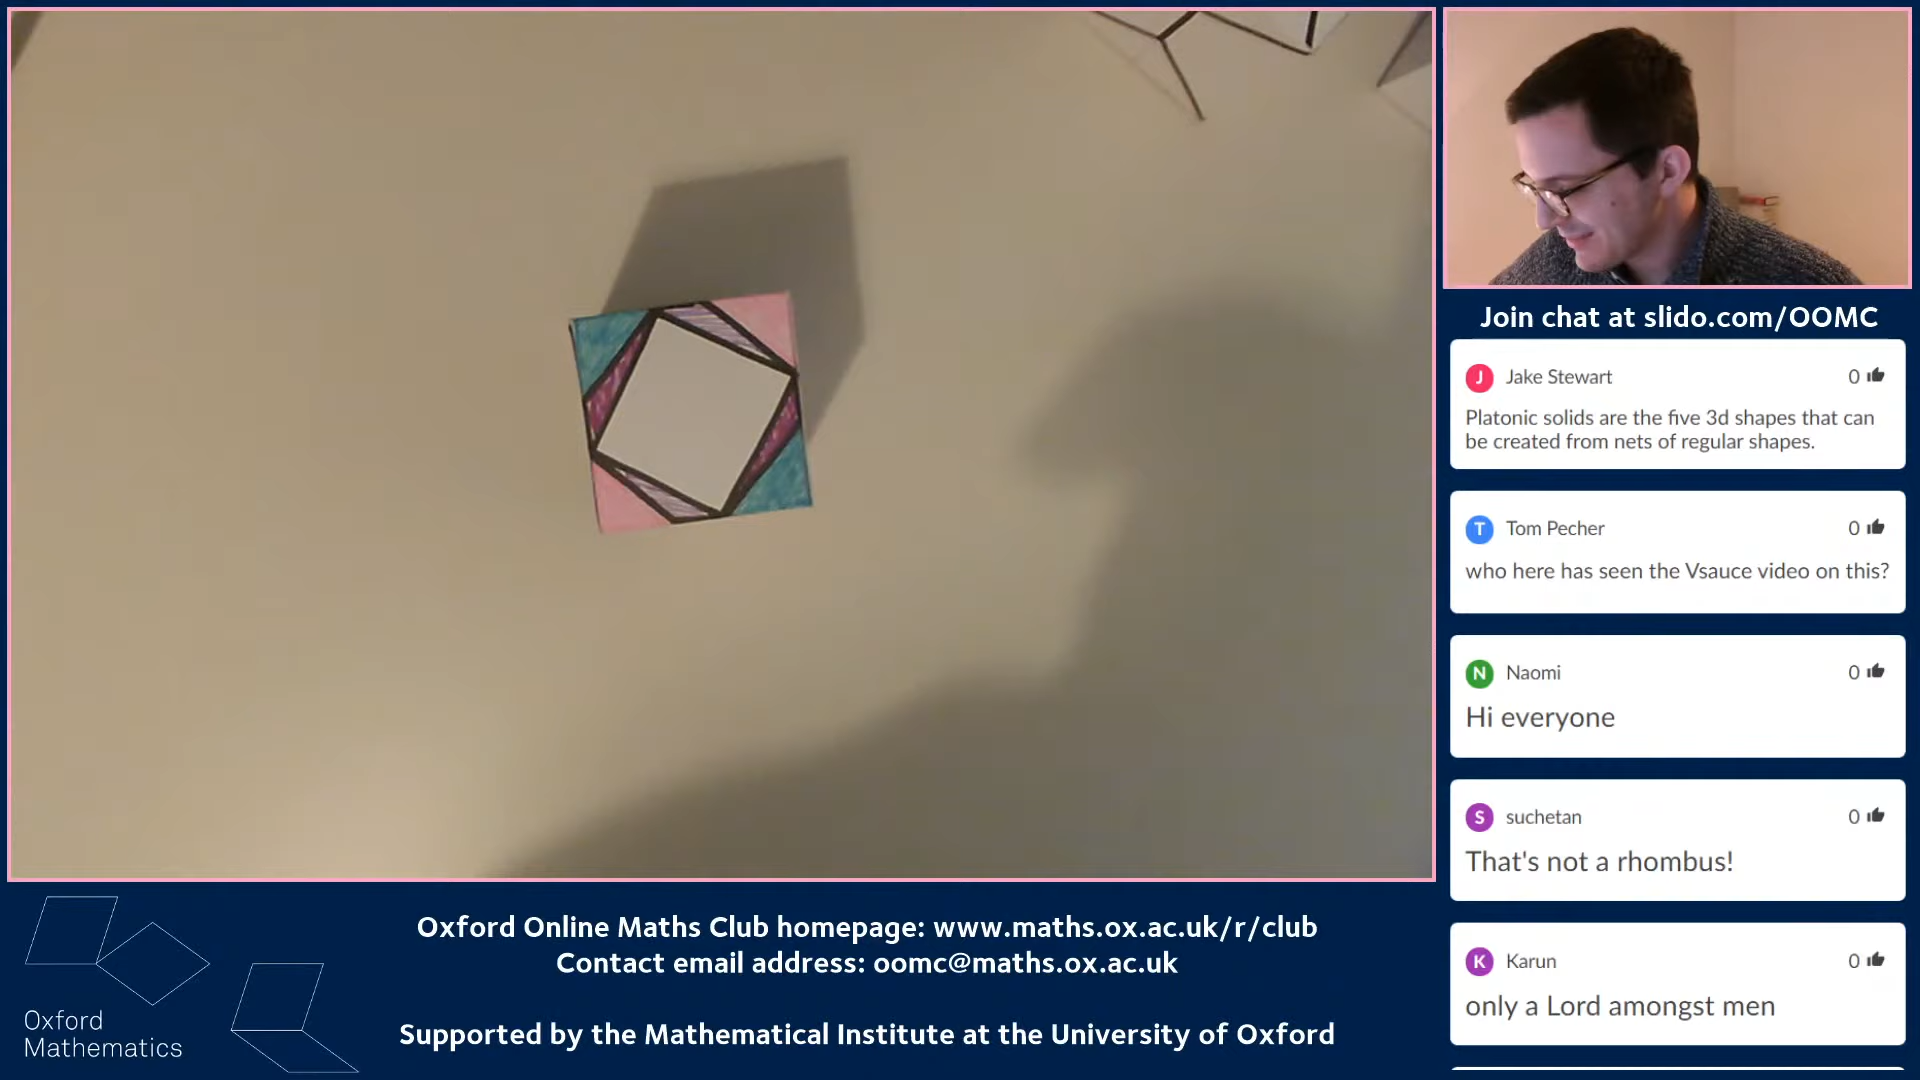 Join chat at slido.com/OOMC
J Jake Stewart 0
Platonic solids are the five 3d shapes that can
be created from nets of regular shapes.
T Tom Pecher 0
who here has seen the Vsauce video on this?
N Naomi 0
Hi everyone
S suchetan 0
That's not a rhombus!
K Karun 0
only a Lord amongst men
Oxford Online Maths Club homepage: www.maths.ox.ac.uk/r/club
Contact email address: oomc@maths.ox.ac.uk
Supported by the Mathematical Institute at the University of Oxford
Oxford
Mathematics